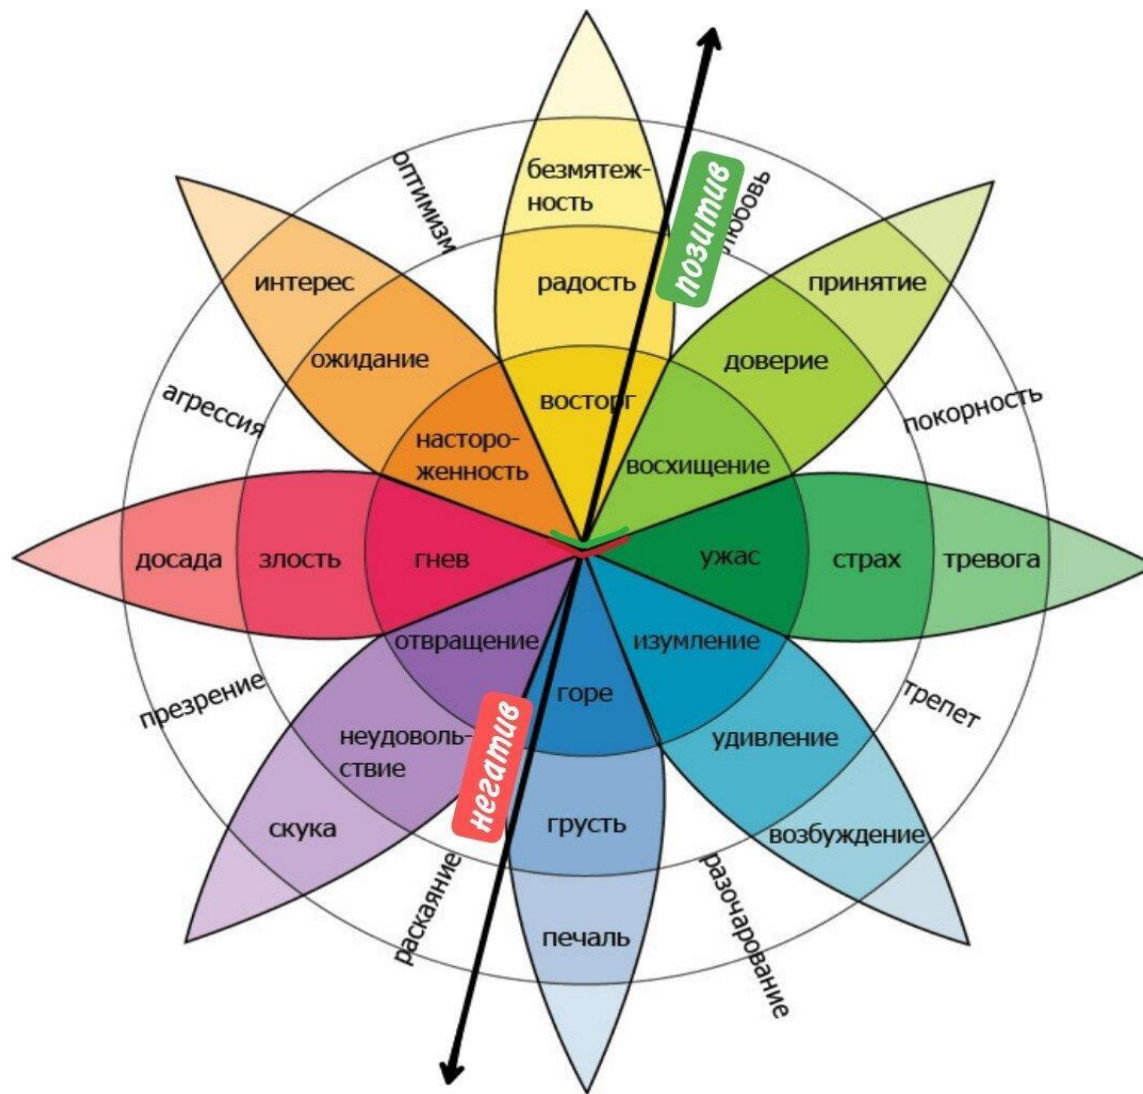 безмятеж-
ность
оптимизм
позитив
любовь
интерес
радость
принятие
ожидание
доверие
агрессия
восторг
покорность
насторо-
женность
восхищение
досада
злость
гнев
ужас
страх
тревога
отвращение
изумление
презрение
горе
трепет
неудоволь-
ствие
негатив
удивление
скука
грусть
возбуждение
раскаяние
печаль
разочарование